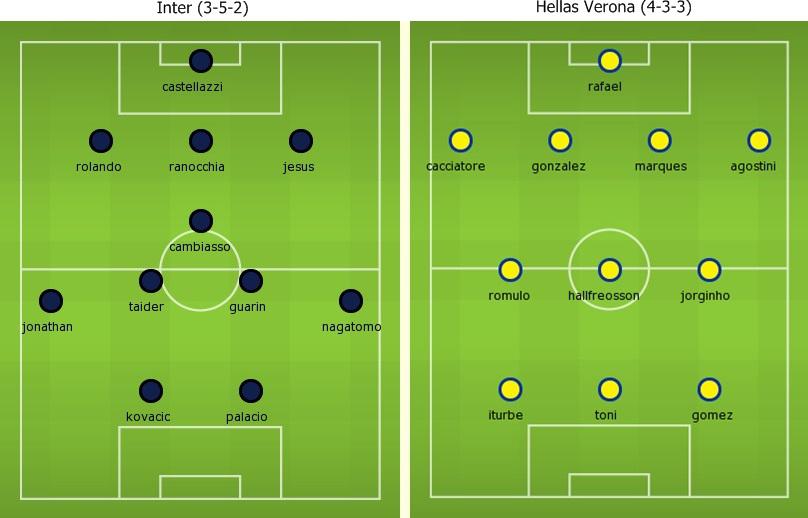 Inter (3-5-2)
castellazzi
rolando ranocchia jesus
cambiasso
taider guarin
jonathan nagatomo
kovacic palacio
Hellas Verona (4-3-3)
rafael
cacciatore gonzalez marques agostini
romulo hallfreosson jorginho
iturbe toni gomez